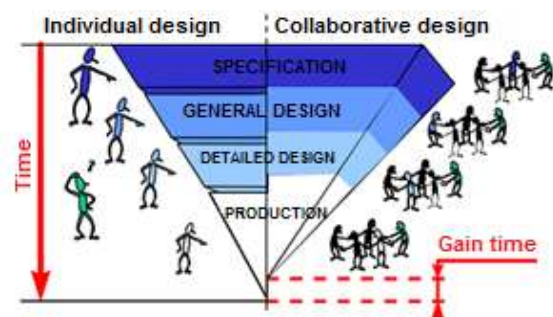 Individual design
Collaborative design
SPECIFICATION
GENERAL DESIGN
DETAILED DESIGN
PRODUCTION
Time
?
Gain time